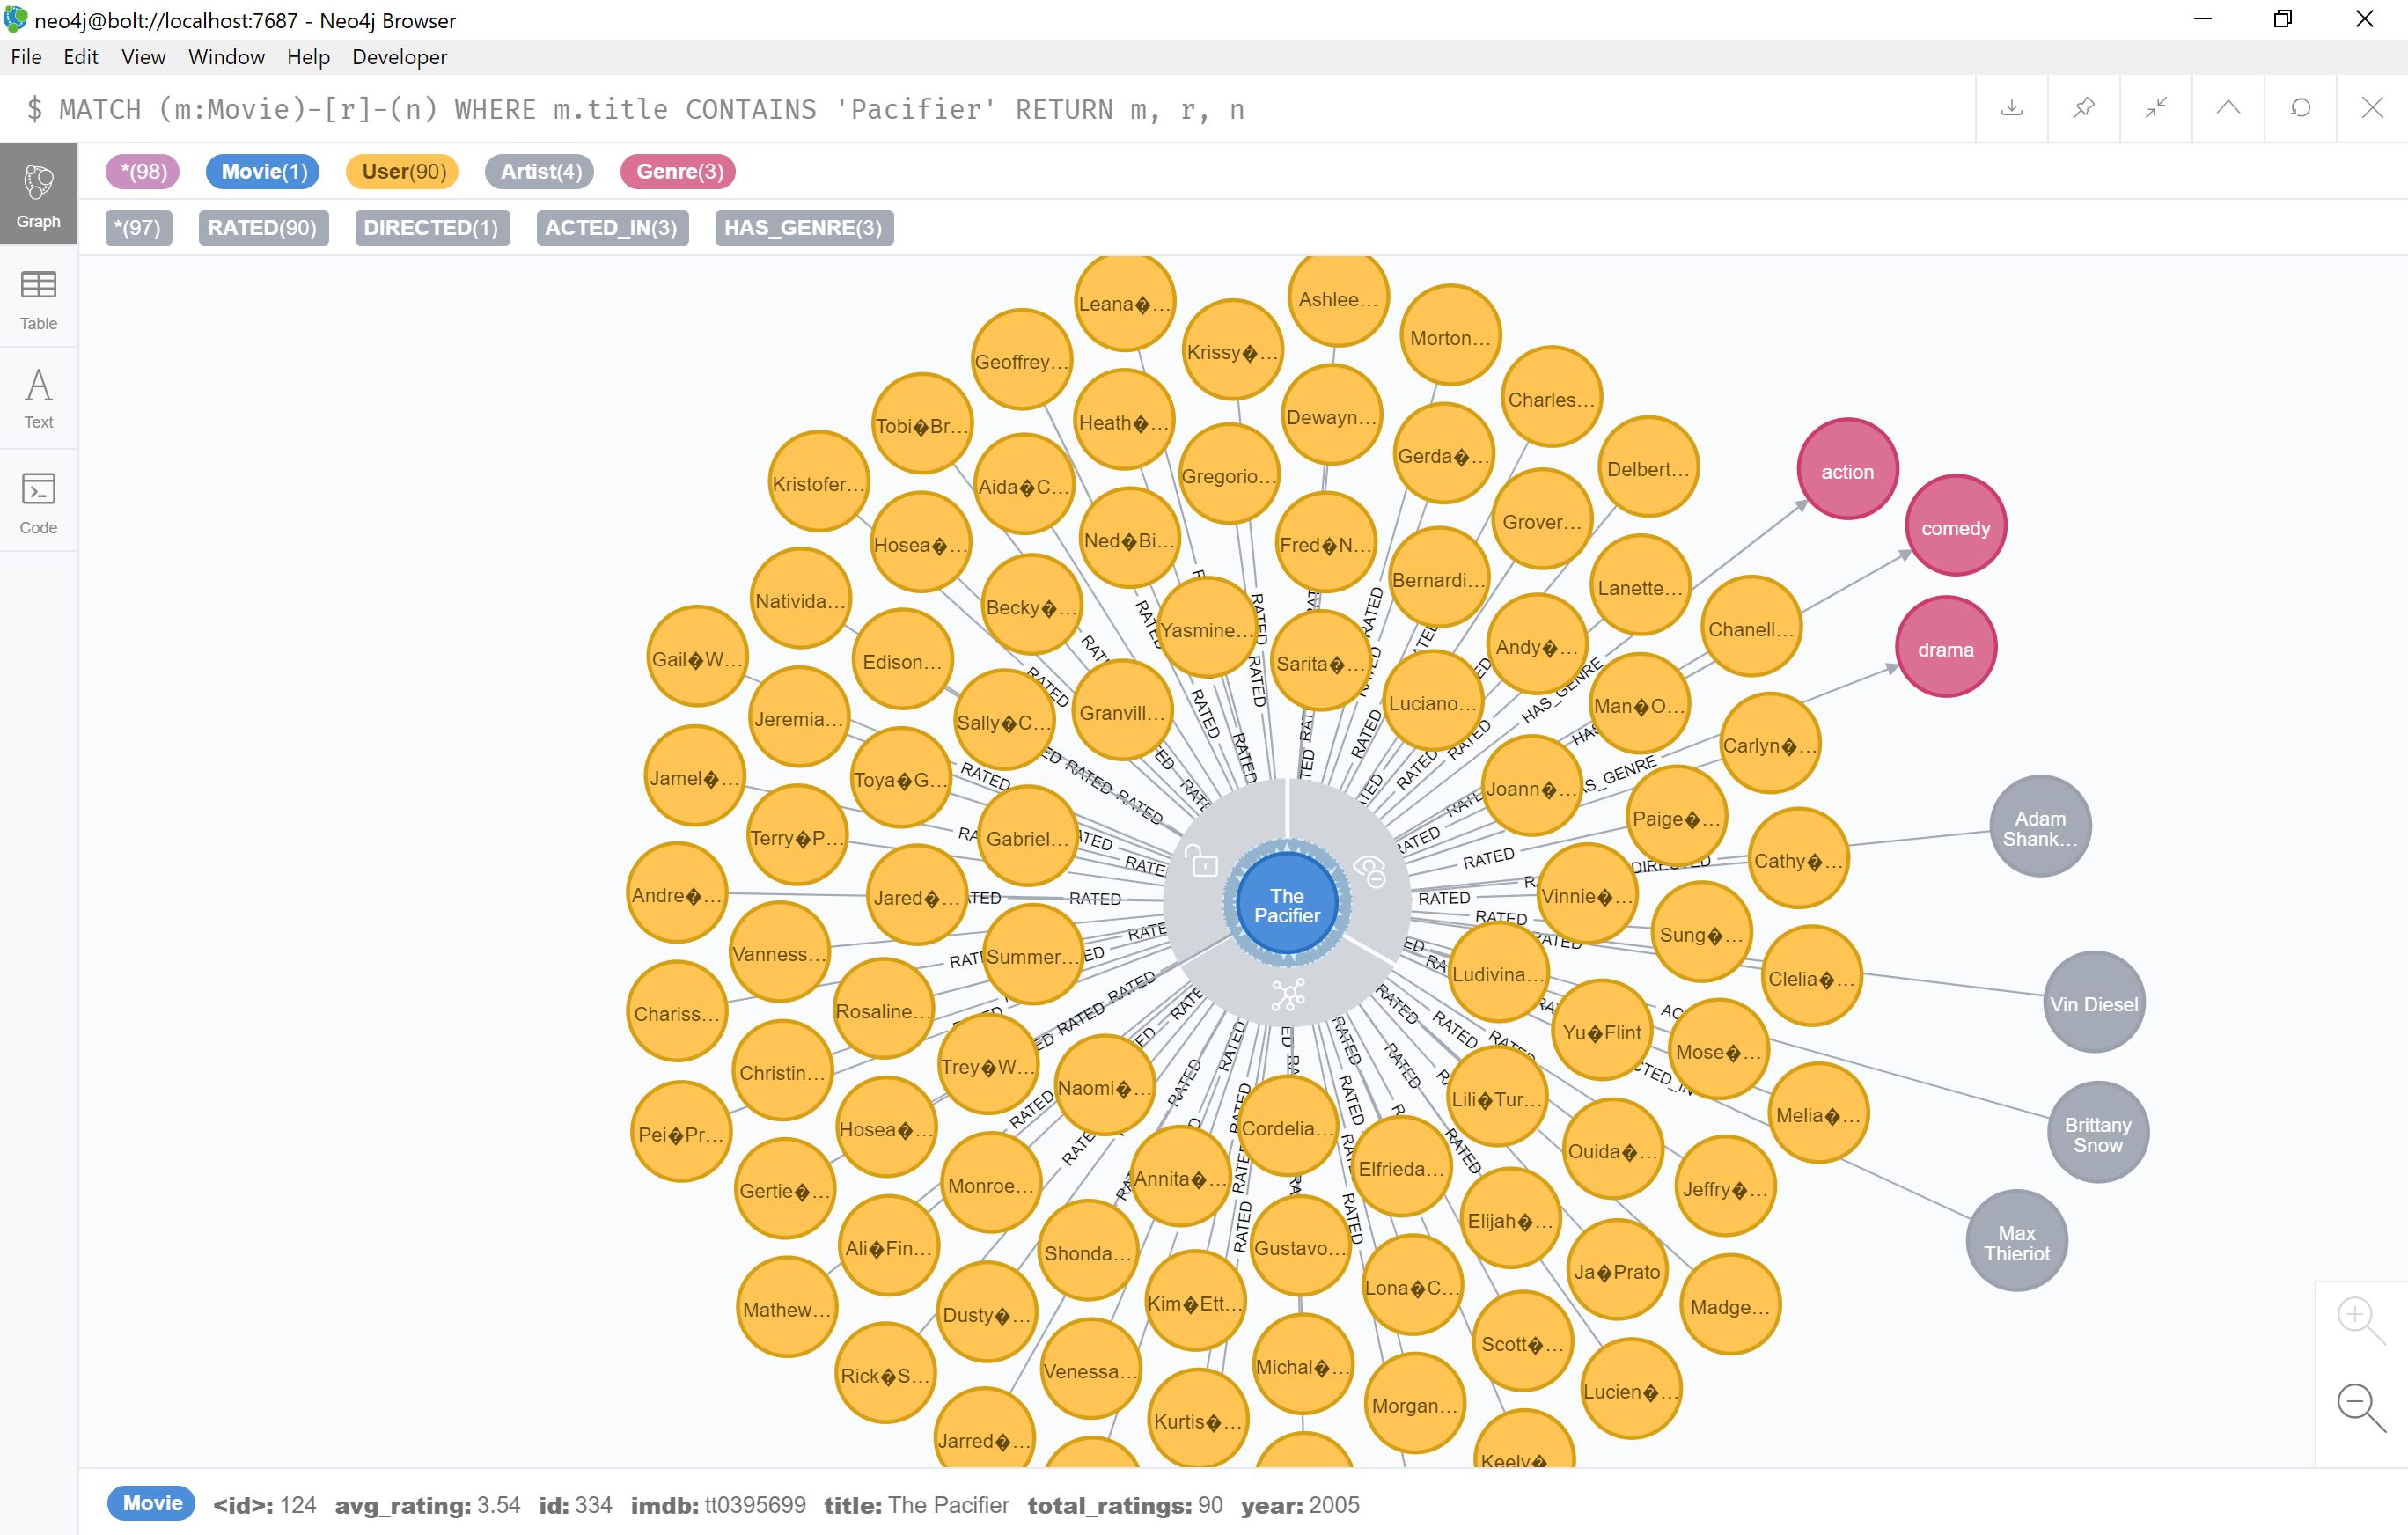 neo4j@bolt://localhost:7687 - Neo4j Browser
File Edit View Window Help Developer
$ MATCH (m:Movie)-[r]-(n) WHERE m.title CONTAINS 'Pacifier' RETURN m, r, n
*(98) Movie(1) User(90) Artist(4) Genre(3)
*(97) RATED(90) DIRECTED(1) ACTED_IN(3) HAS_GENRE(3)
Graph
Table
Text
Code
Leana�…
Ashlee…
Krissy�…
Morton…
Geoffrey…
Charles…
Tobi�Br…
Heath�…
Dewayn…
Gerda�…
Delbert…
action
Kristofer…
Aida�C…
Gregorio…
Grover…
comedy
Hosea�…
Ned�Bi…
Fred�N…
Bernardi…
Lanette…
Nativida…
Becky�…
Yasmine…
Chanell…
drama
Gail�W…
Edison…
Sarita�…
Andy�…
Jeremia…
Sally�C…
Granvill…
Luciano…
Man�O…
Carlyn�…
Jamel�…
Toya�G…
Joann�…
Paige�…
Adam
Shank…
Terry�P…
Gabriel…
Cathy�…
Andre�…
Jared�…
The
Pacifier
Vinnie�…
Sung�…
Vanness…
Summer…
Ludivina…
Clelia�…
Vin Diesel
Chariss…
Rosaline…
Yu�Flint
Mose�…
Christin…
Trey�W…
Naomi�…
Lili�Tur…
Melia�…
Brittany
Snow
Pei�Pr…
Hosea�…
Cordelia…
Elfrieda…
Ouida�…
Gertie�…
Monroe…
Annita�…
Jeffry�…
Ali�Fin…
Shonda…
Gustavo…
Elijah�…
Max
Thieriot
Mathew…
Dusty�…
Kim�Ett…
Lona�C…
Ja�Prato
Madge…
Rick�S…
Venessa…
Michal�…
Scott�…
Jarred�…
Kurtis�…
Morgan…
Lucien�…
Keely�
RATED
HAS_GENRE
DIRECTED
Movie <id>: 124 avg_rating: 3.54 id: 334 imdb: tt0395699 title: The Pacifier total_ratings: 90 year: 2005